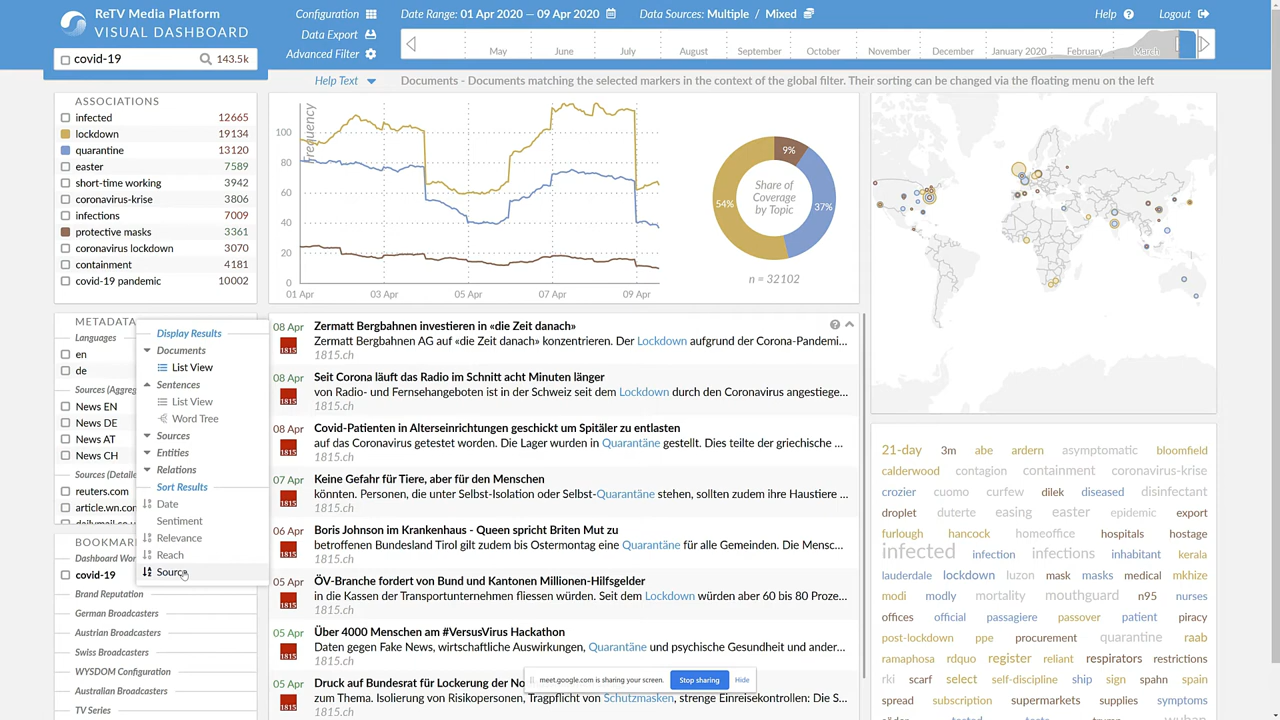 ReTV Media Platform
VISUAL DASHBOARD
covid-19 143.5k
Configuration
Data Export
Advanced Filter
Date Range: 01 Apr 2020 — 09 Apr 2020
Data Sources: Multiple / Mixed
Help
Logout
May June July August September October November December January 2020 February March
Help Text
Documents - Documents matching the selected markers in the context of the global filter. Their sorting can be changed via the floating menu on the left
ASSOCIATIONS
infected 12665
lockdown 19134
quarantine 13120
easter 7589
short-time working 3942
coronavirus-krise 3806
infections 7009
protective masks 3361
coronavirus lockdown 3070
containment 4181
covid-19 pandemic 10002
Frequency
100
80
60
40
20
0
01 Apr 03 Apr 05 Apr 07 Apr 09 Apr
9%
54%
37%
Share of
Coverage
by Topic
n = 32102
METADATA
Languages
en
de
Sources (Aggreg
News EN
News DE
News AT
News CH
Sources (Detaile
reuters.com
article.wn.com
dailymail.co.u
BOOKMAR
Dashboard Wor
covid-19
Brand Reputation
German Broadcasters
Austrian Broadcasters
Swiss Broadcasters
WYSDOM Configuration
Australian Broadcasters
TV Series
Display Results
Documents
List View
Sentences
List View
Word Tree
Sources
Entities
Relations
Sort Results
Date
Sentiment
Relevance
Reach
Source
08 Apr Zermatt Bergbahnen investieren in «die Zeit danach»
1815 Zermatt Bergbahnen AG auf «die Zeit danach» konzentrieren. Der Lockdown aufgrund der Corona-Pandemi...
1815.ch
08 Apr Seit Corona läuft das Radio im Schnitt acht Minuten länger
1815 von Radio- und Fernsehangeboten ist in der Schweiz seit dem Lockdown durch den Coronavirus angestiege...
1815.ch
08 Apr Covid-Patienten in Alterseinrichtungen geschickt um Spitäler zu entlasten
1815 auf das Coronavirus getestet worden. Die Lager wurden in Quarantäne gestellt. Dies teilte der griechische ...
1815.ch
07 Apr Keine Gefahr für Tiere, aber für den Menschen
1815 könnten. Personen, die unter Selbst-Isolation oder Selbst-Quarantäne stehen, sollten zudem ihre Haustiere ...
1815.ch
06 Apr Boris Johnson im Krankenhaus - Queen spricht Briten Mut zu
1815 betroffenen Bundesland Tirol gilt zudem bis Ostermontag eine Quarantäne für alle Gemeinden. Die Mensc...
1815.ch
05 Apr ÖV-Branche fordert von Bund und Kantonen Millionen-Hilfsgelder
1815 in die Kassen der Transportunternehmen fliessen würden. Seit dem Lockdown würden aber 60 bis 80 Proze...
1815.ch
05 Apr Über 4000 Menschen am #VersusVirus Hackathon
1815 Daten gegen Fake News, wirtschaftliche Auswirkungen, Quarantäne und psychische Gesundheit und ander...
1815.ch
05 Apr Druck auf Bundesrat für Lockerung der No
1815 zum Thema. Isolierung von Risikopersonen, Tragpflicht von Schutzmasken, strenge Einreisekontrollen: Die S...
1815.ch
meet.google.com is sharing your screen. Stop sharing Hide
21-day 3m abe ardern asymptomatic bloomfield
calderwood contagion containment coronavirus-krise
crozier cuomo curfew dilek diseased disinfectant
droplet duterte easing easter epidemic export
furlough hancock homeoffice hospitals hostage
infected infection infections inhabitant kerala
lauderdale lockdown luzon mask masks medical mkhize
modi modly mortality mouthguard n95 nurses
offices official passagiere passover patient piracy
post-lockdown ppe procurement quarantine raab
ramaphosa rdquo register reliant respirators restrictions
rki scarf select self-discipline ship sign spahn spain
spread subscription supermarkets supplies surgical